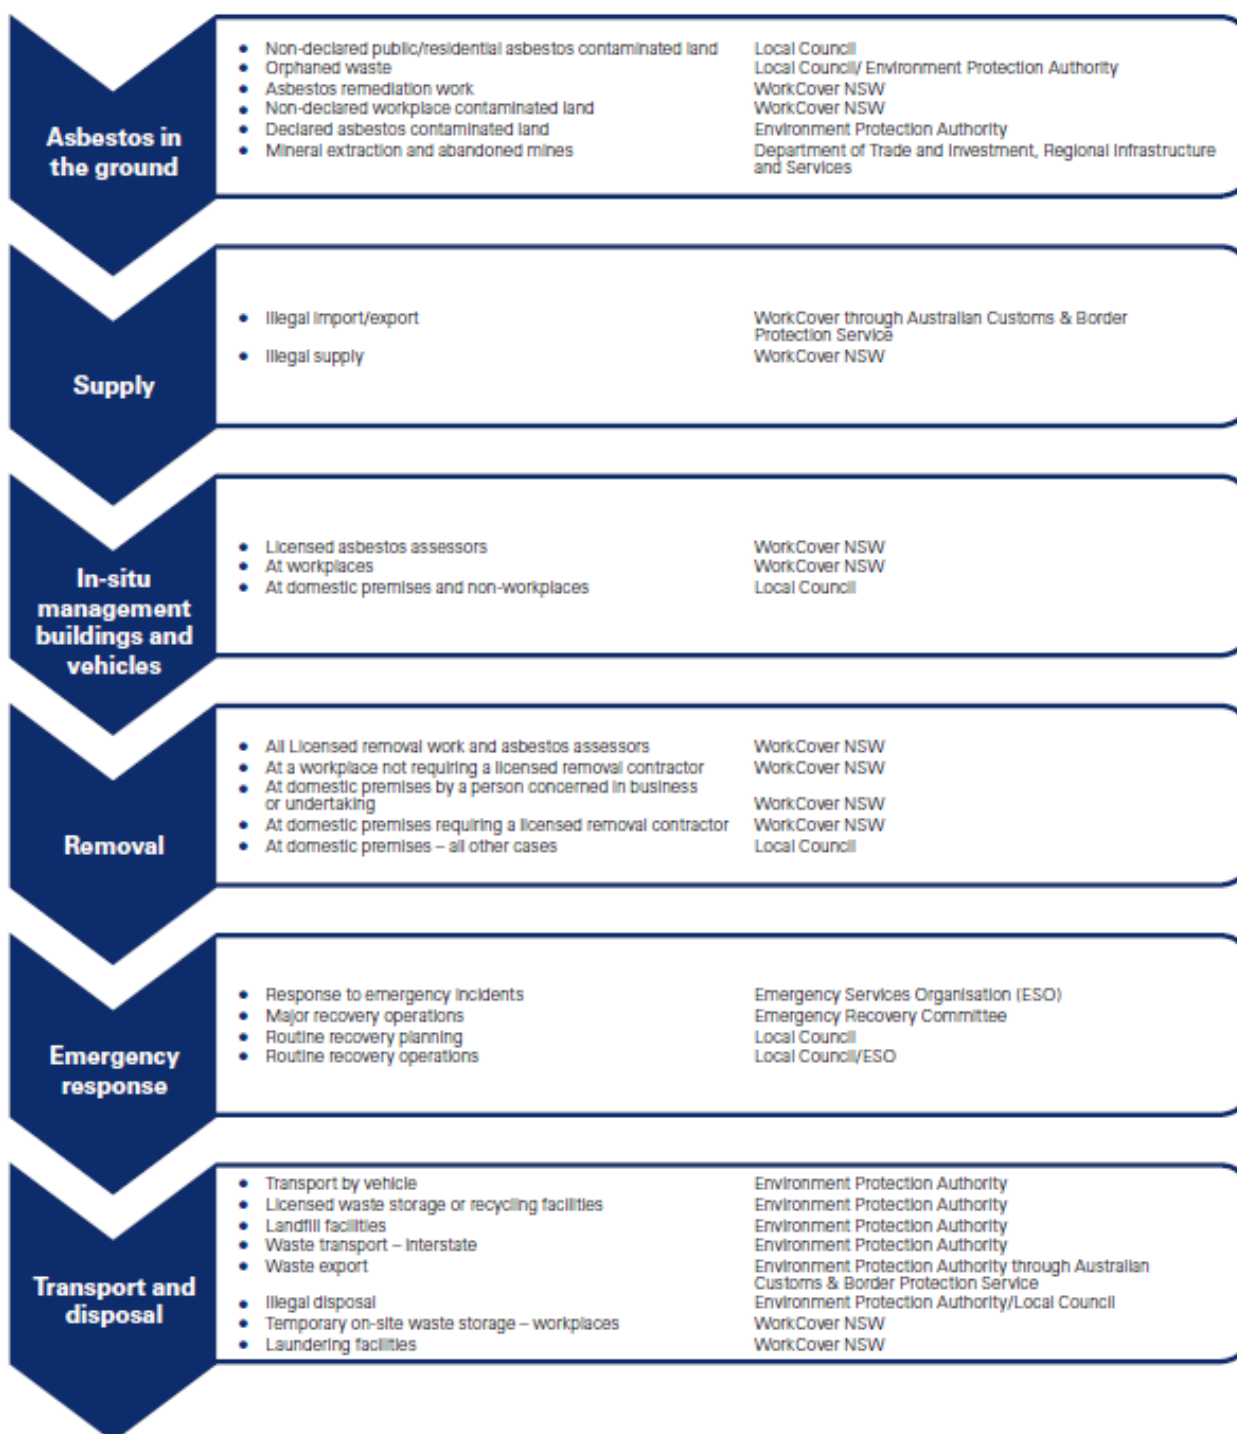 Asbestos in
the ground
• Non-declared public/residential asbestos contaminated land Local Council
• Orphaned waste Local Council/ Environment Protection Authority
• Asbestos remediation work WorkCover NSW
• Non-declared workplace contaminated land WorkCover NSW
• Declared asbestos contaminated land Environment Protection Authority
• Mineral extraction and abandoned mines Department of Trade and Investment, Regional Infrastructure
and Services
Supply
• Illegal import/export WorkCover through Australian Customs & Border
Protection Service
• Illegal supply WorkCover NSW
In-situ
management
buildings and
vehicles
• Licensed asbestos assessors WorkCover NSW
• At workplaces WorkCover NSW
• At domestic premises and non-workplaces Local Council
Removal
• All Licensed removal work and asbestos assessors WorkCover NSW
• At a workplace not requiring a licensed removal contractor WorkCover NSW
• At domestic premises by a person concerned in business
or undertaking WorkCover NSW
• At domestic premises requiring a licensed removal contractor WorkCover NSW
• At domestic premises – all other cases Local Council
Emergency
response
• Response to emergency incidents Emergency Services Organisation (ESO)
• Major recovery operations Emergency Recovery Committee
• Routine recovery planning Local Council
• Routine recovery operations Local Council/ESO
Transport and
disposal
• Transport by vehicle Environment Protection Authority
• Licensed waste storage or recycling facilities Environment Protection Authority
• Landfill facilities Environment Protection Authority
• Waste transport – interstate Environment Protection Authority
• Waste export Environment Protection Authority through Australian
Customs & Border Protection Service
• Illegal disposal Environment Protection Authority/Local Council
• Temporary on-site waste storage – workplaces WorkCover NSW
• Laundering facilities WorkCover NSW